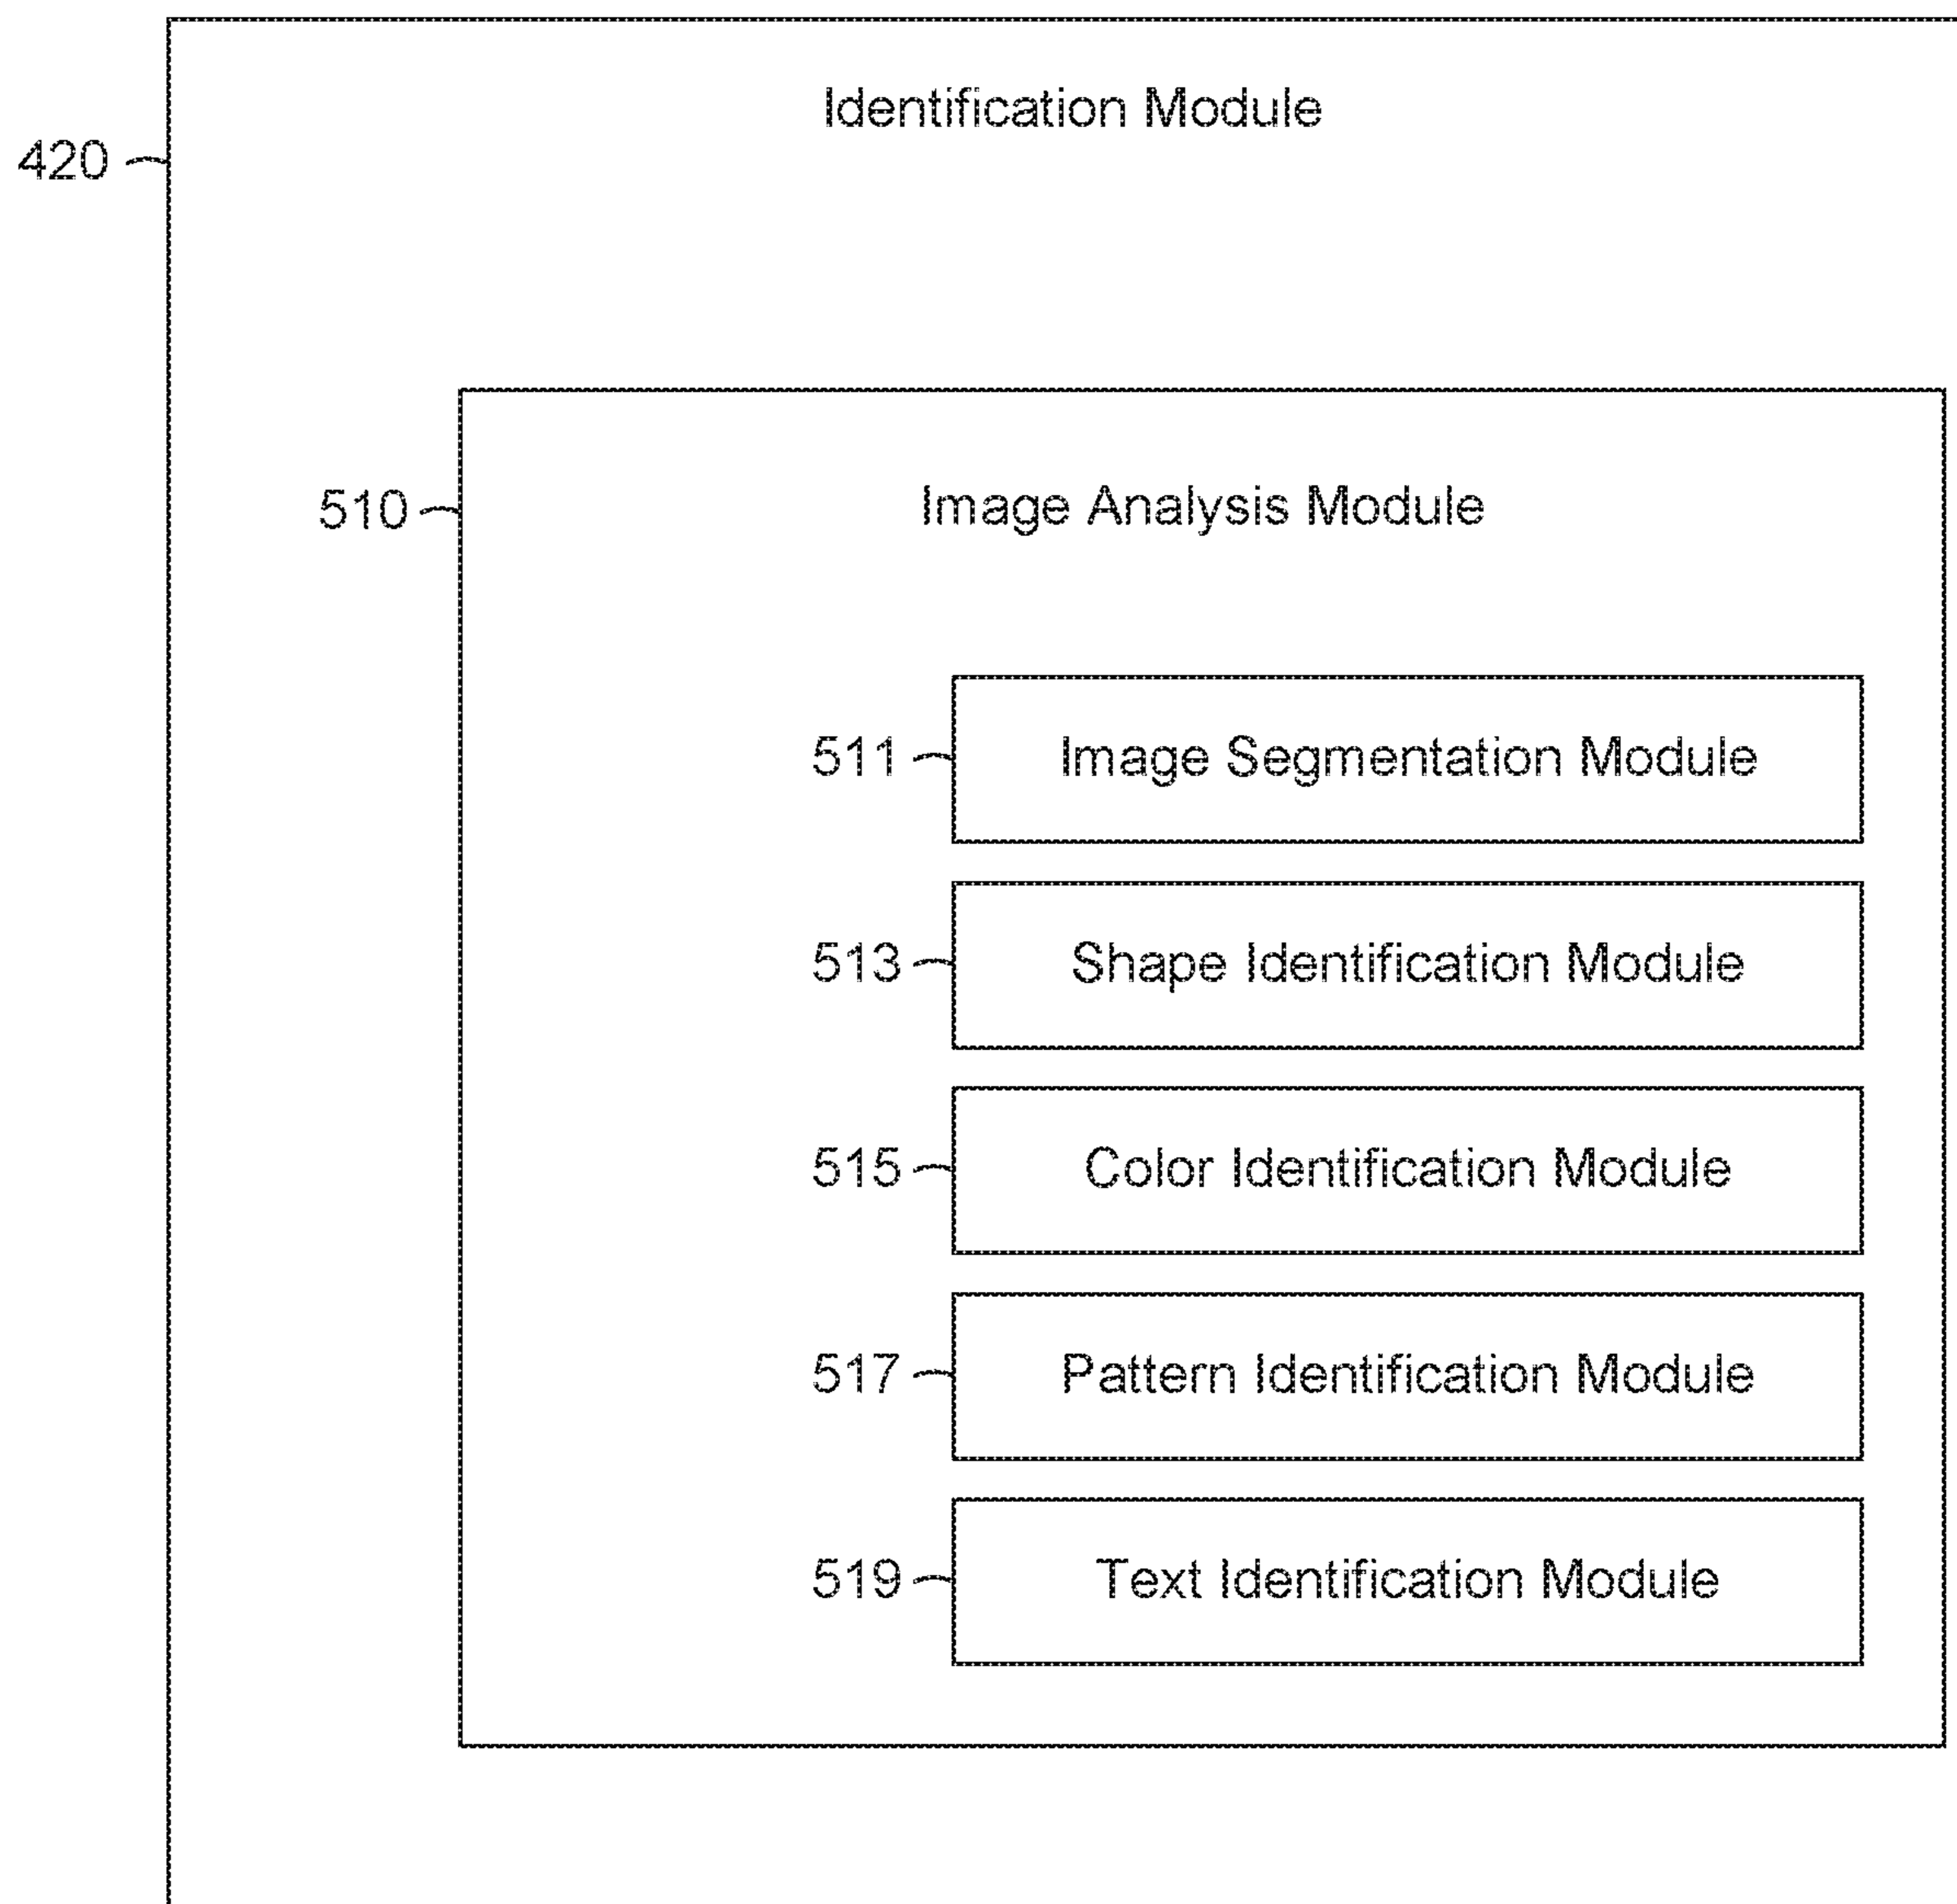 Identification Module
420
510
Image Analysis Module
511
Image Segmentation Module
513
Shape Identification Module
515
Color Identification Module
517
Pattern Identification Module
519
Text Identification Module